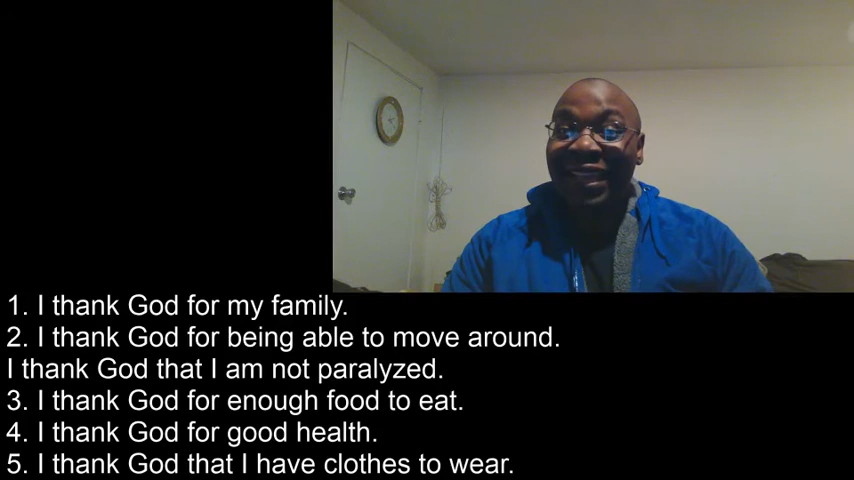 1. I thank God for my family.
2. I thank God for being able to move around.
I thank God that I am not paralyzed.
3. I thank God for enough food to eat.
4. I thank God for good health.
5. I thank God that I have clothes to wear.